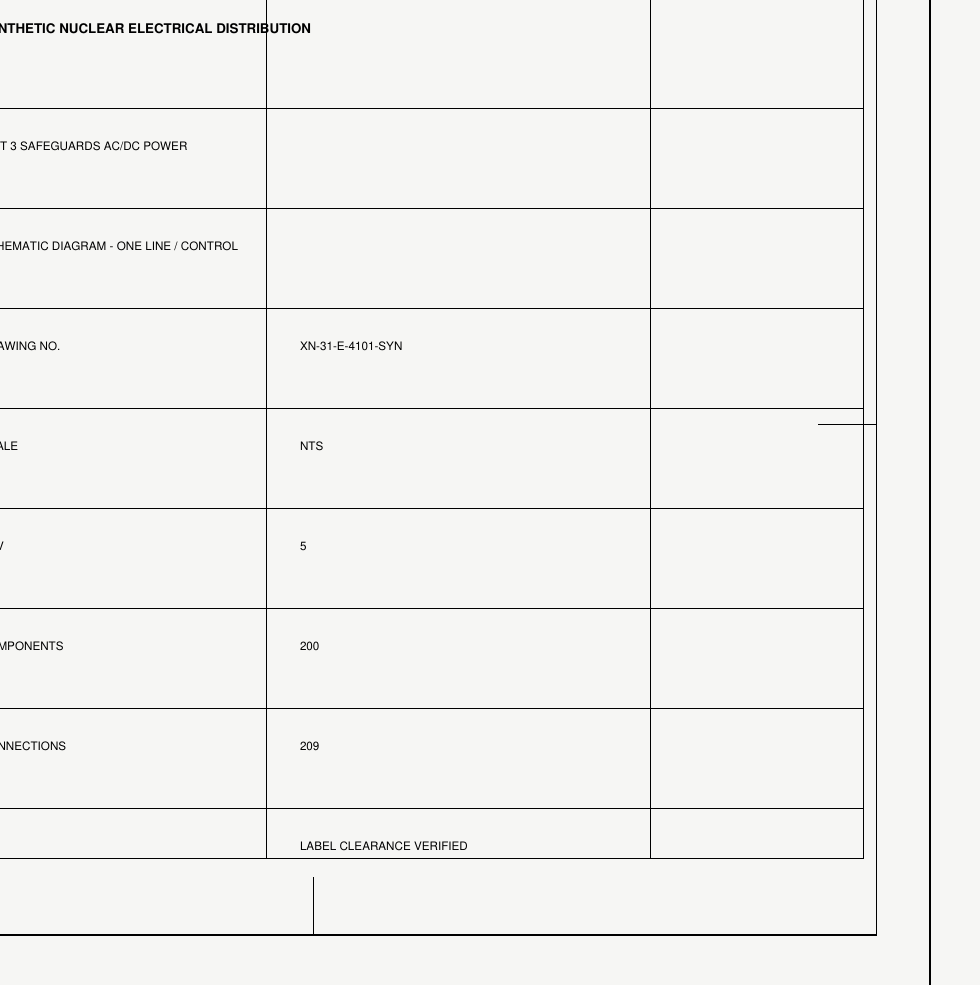 NTHETIC NUCLEAR ELECTRICAL DISTRIBUTION
T 3 SAFEGUARDS AC/DC POWER
HEMATIC DIAGRAM - ONE LINE / CONTROL
AWING NO. XN-31-E-4101-SYN
ALE NTS
V 5
MPONENTS 200
NNECTIONS 209
LABEL CLEARANCE VERIFIED